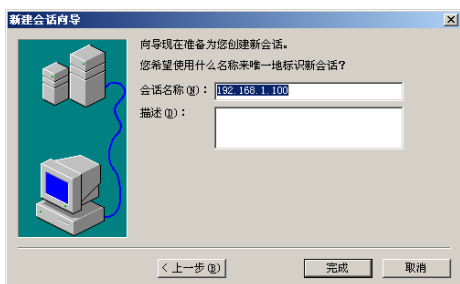 新建会话向导
向导现在准备为您创建新会话。
您希望使用什么名称来唯一地标识新会话？
会话名称(N)：192.168.1.100
描述(D)：
< 上一步(B)
完成
取消